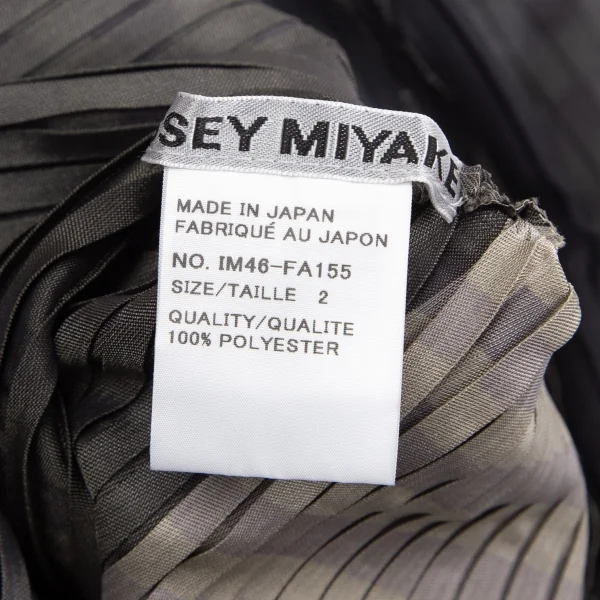 SEY MIYAKE
MADE IN JAPAN
FABRIQUÉ AU JAPON
NO. IM46-FA155
SIZE/TAILLE 2
QUALITY/QUALITE
100% POLYESTER